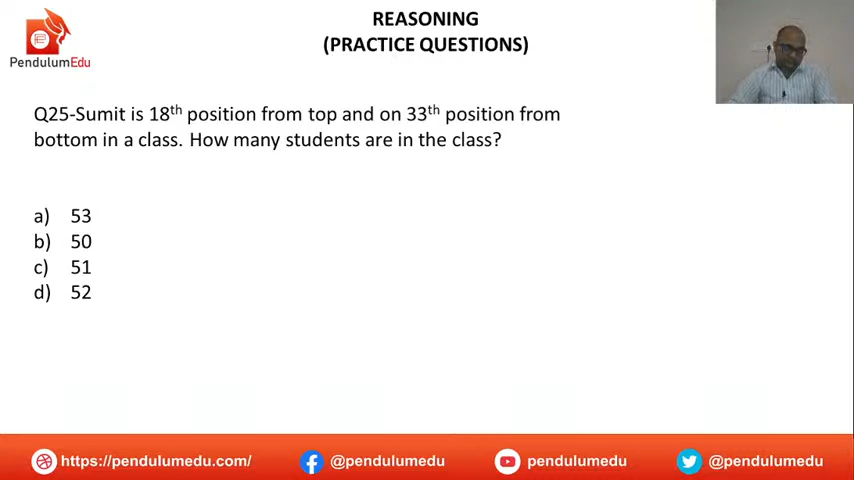 REASONING
(PRACTICE QUESTIONS)
PendulumEdu
Q25-Sumit is 18th position from top and on 33th position from
bottom in a class. How many students are in the class?
a) 53
b) 50
c) 51
d) 52
https://pendulumedu.com/ @pendulumedu pendulumedu @pendulumedu